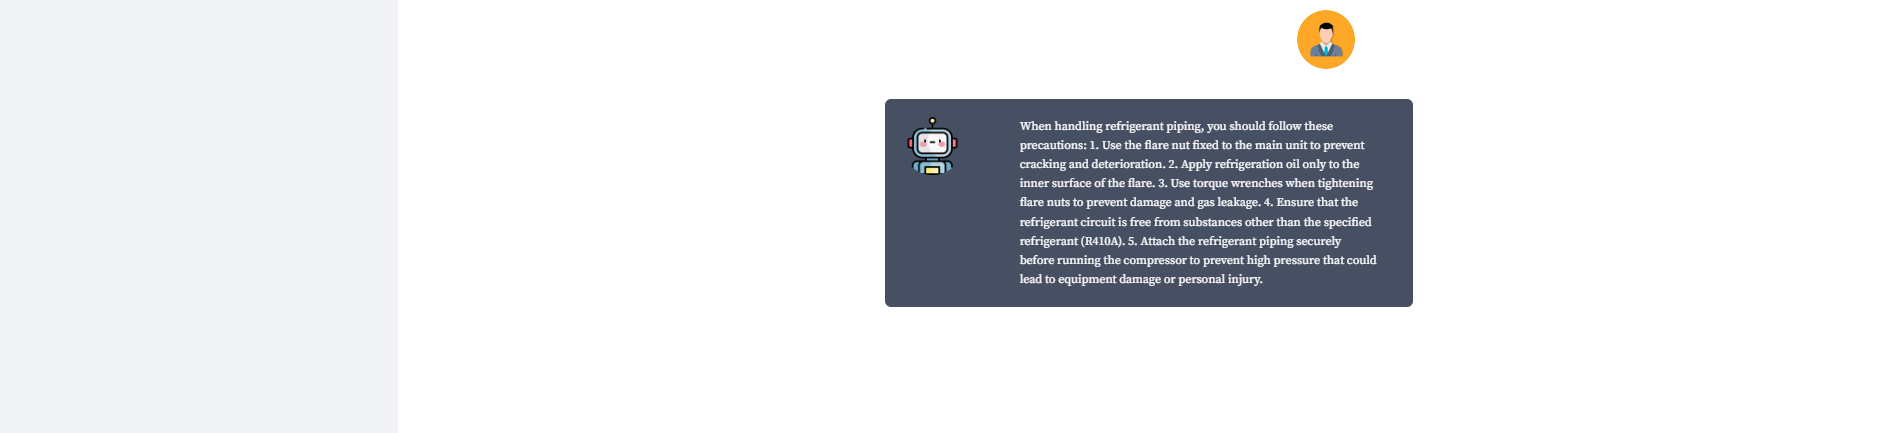 When handling refrigerant piping, you should follow these
precautions: 1. Use the flare nut fixed to the main unit to prevent
cracking and deterioration. 2. Apply refrigeration oil only to the
inner surface of the flare. 3. Use torque wrenches when tightening
flare nuts to prevent damage and gas leakage. 4. Ensure that the
refrigerant circuit is free from substances other than the specified
refrigerant (R410A). 5. Attach the refrigerant piping securely
before running the compressor to prevent high pressure that could
lead to equipment damage or personal injury.